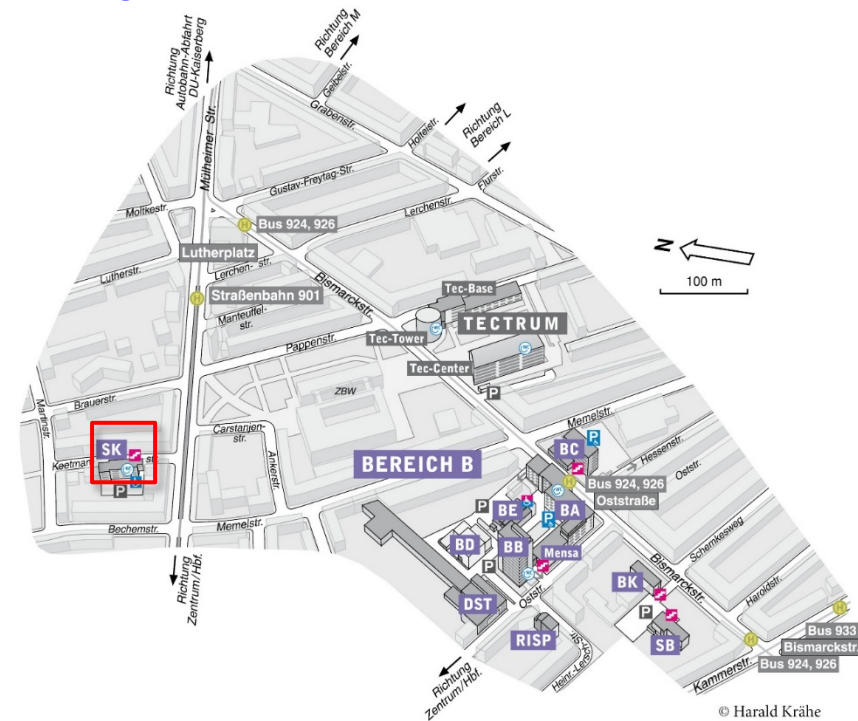 Richtung
Autobahn-Abfahrt
DU-Kaiserberg
Richtung
Bereich M
Geibelstr.
Grabenstr.
Holteistr.
Richtung
Bereich L
Flurstr.
Mülheimer Str.
Moltkestr.
Gustav-Freytag-Str.
Lerchenstr.
H Bus 924, 926
Lutherplatz
Lutherstr.
Lerchen-
str.
H Straßenbahn 901
Manteuffel-
str.
Bismarckstr.
N
100 m
Tec-Base
TECTRUM
Tec-Tower
Tec-Center
P
Pappenstr.
ZBW
Martinstr.
Brauerstr.
Carstanjen-
str.
Ankerstr.
SK
P
Bechemstr.
Memelstr.
BEREICH B
Memelstr.
Hessenstr.
Oststr.
BC
P
H Bus 924, 926
Oststraße
BE
P
BA
P
BD
BB
P
Mensa
Schemkesweg
Haroldstr.
Bismarckstr.
BK
P
SB
DST
Oststr.
RISP
Richtung
Zentrum/Hbf.
Richtung
Zentrum/Hbf.
H
Bus 933
Bismarckstr.
H
Bus 924, 926
Kammerstr.
© Harald Krähe